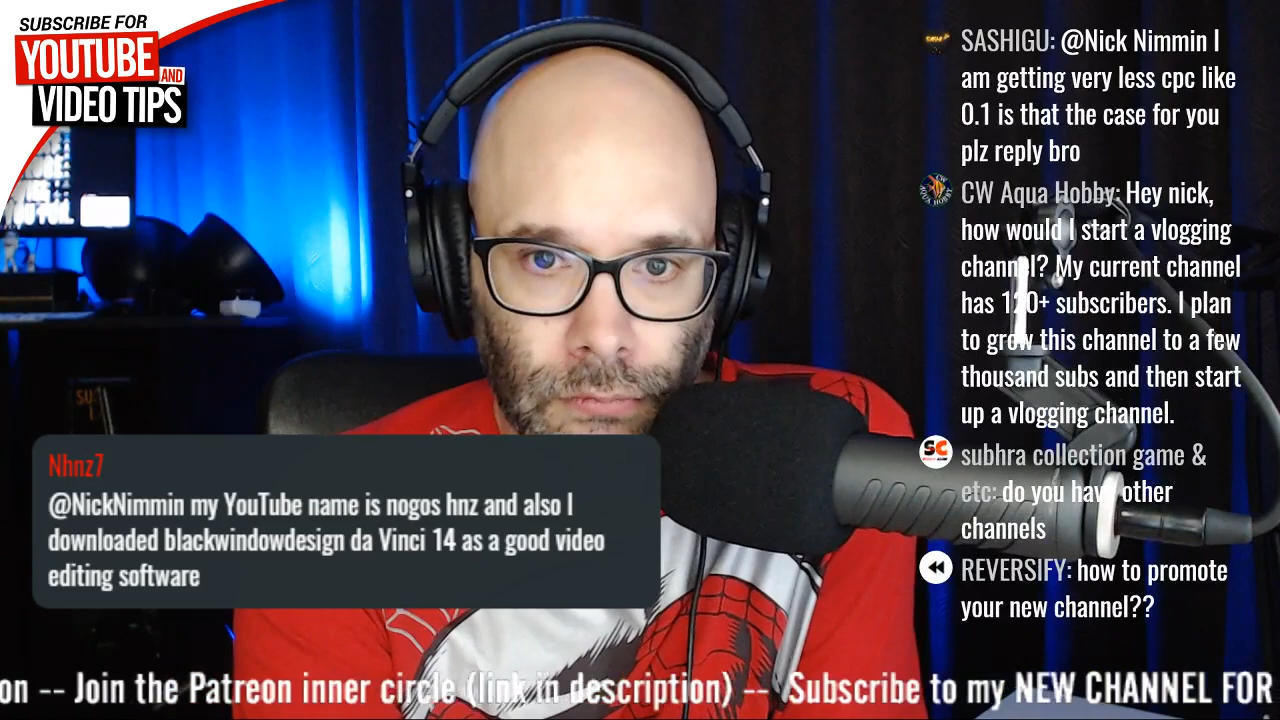 SUBSCRIBE FOR
YOUTUBE
AND
VIDEO TIPS
SASHIGU: @Nick Nimmin I
am getting very less cpc like
0.1 is that the case for you
plz reply bro
CW Aqua Hobby: Hey nick,
how would I start a vlogging
channel? My current channel
has 120+ subscribers. I plan
to grow this channel to a few
thousand subs and then start
up a vlogging channel.
SC
subhra collection game &
etc: do you have other
channels
REVERSIFY: how to promote
your new channel??
Nhnz7
@NickNimmin my YouTube name is nogos hnz and also I
downloaded blackwindowdesign da Vinci 14 as a good video
editing software
on -- Join the Patreon inner circle (link in description) -- Subscribe to my NEW CHANNEL FOR